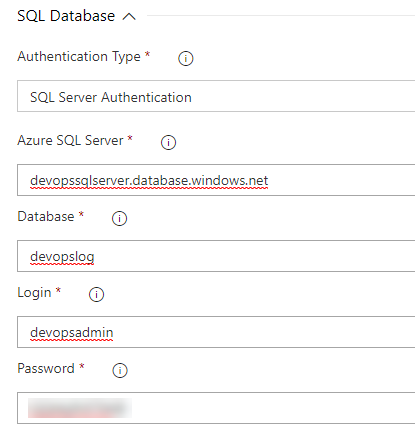 SQL Database
Authentication Type *
SQL Server Authentication
Azure SQL Server *
devopssqlserver.database.windows.net
Database *
devopslog
Login *
devopsadmin
Password *